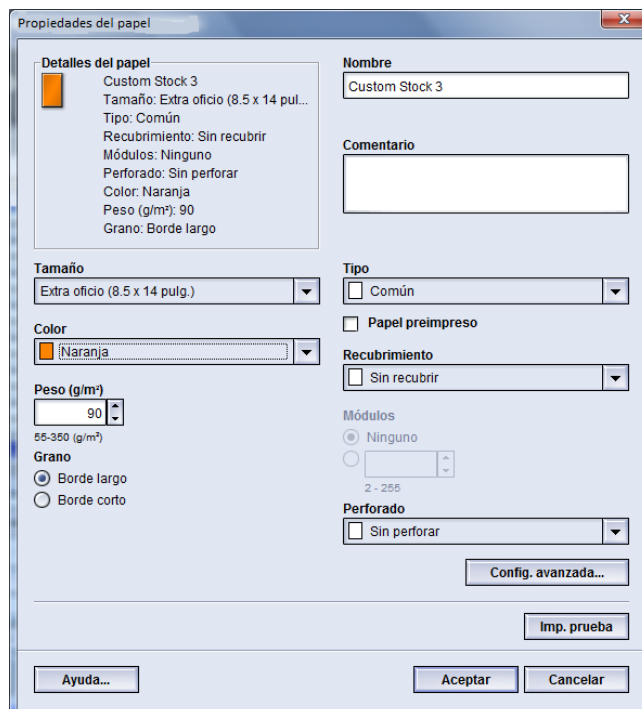 Propiedades del papel
Detalles del papel
Custom Stock 3
Tamaño: Extra oficio (8.5 x 14 pul...
Tipo: Común
Recubrimiento: Sin recubrir
Módulos: Ninguno
Perforado: Sin perforar
Color: Naranja
Peso (g/m²): 90
Grano: Borde largo
Nombre
Custom Stock 3
Comentario
Tamaño
Extra oficio (8.5 x 14 pulg.)
Color
Naranja
Peso (g/m²)
90
55-350 (g/m²)
Grano
Borde largo
Borde corto
Tipo
Común
Papel preimpreso
Recubrimiento
Sin recubrir
Módulos
Ninguno
2 - 255
Perforado
Sin perforar
Config. avanzada...
Imp. prueba
Ayuda...
Aceptar
Cancelar